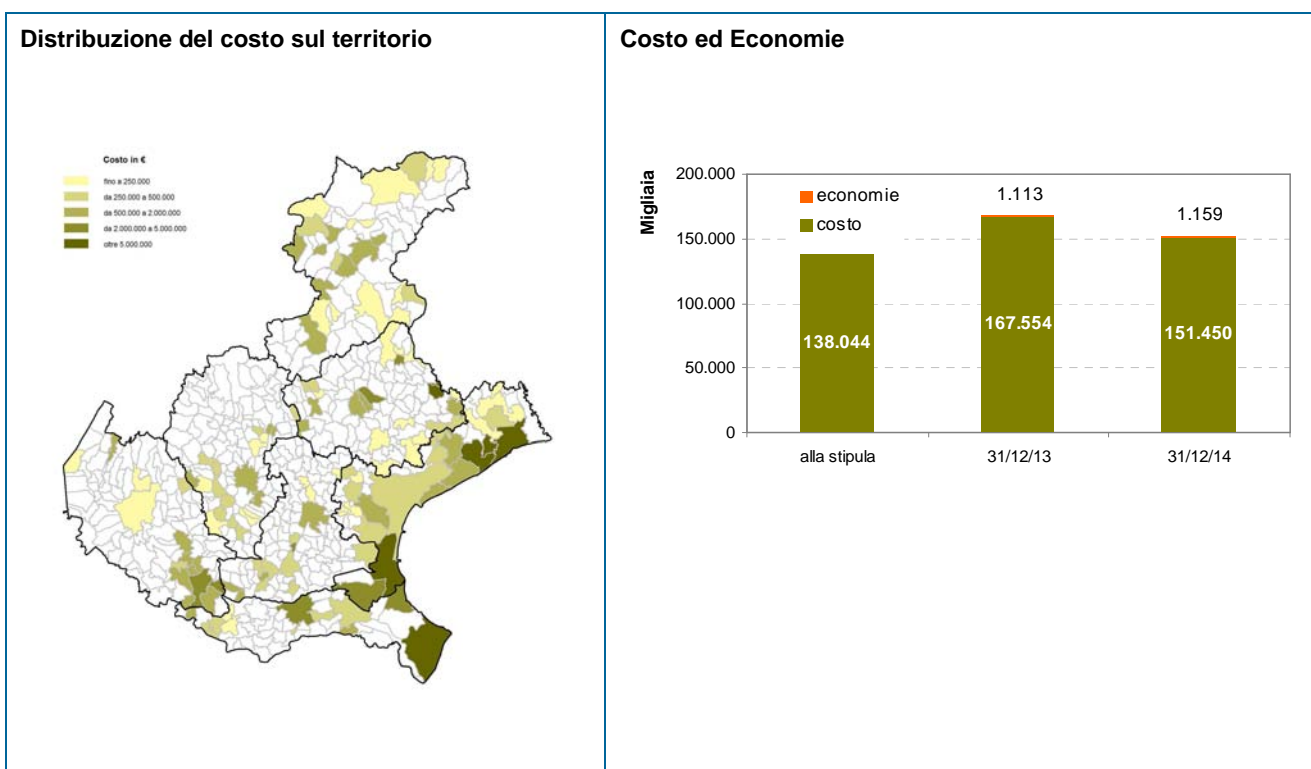 Distribuzione del costo sul territorio
Costo in €
fino a 250.000
da 250.000 a 500.000
da 500.000 a 2.000.000
da 2.000.000 a 5.000.000
oltre 5.000.000
Costo ed Economie
Migliaia
200.000
150.000
100.000
50.000
0
economie
costo
1.113
1.159
138.044
167.554
151.450
alla stipula
31/12/13
31/12/14